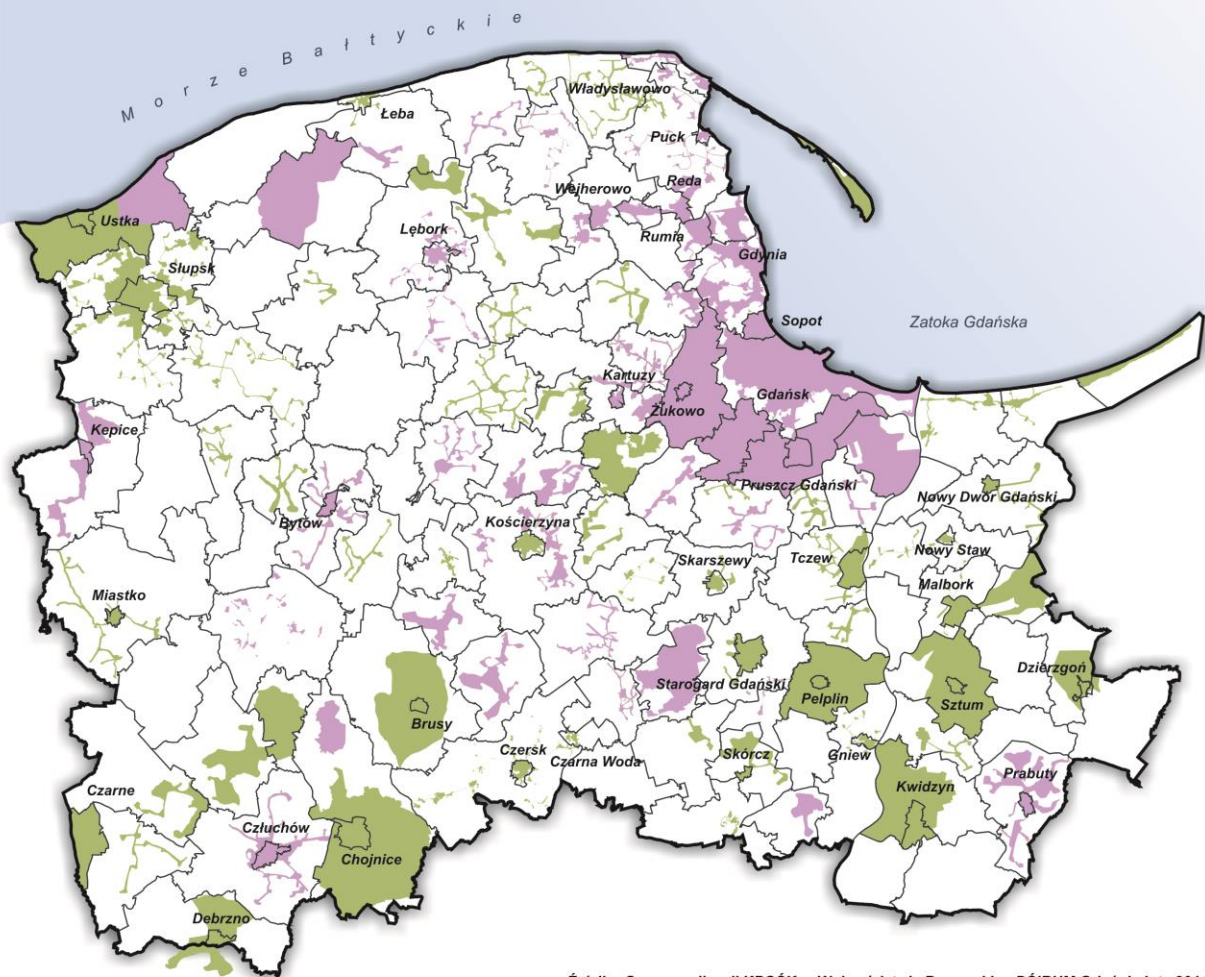 Morze Bałtyckie
Władysławowo
Łeba
Puck
Wejherowo
Reda
Ustka
Lębork
Rumia
Gdynia
Słupsk
Sopot
Zatoka Gdańska
Kartuzy
Żukowo
Gdańsk
Kępice
Pruszcz Gdański
Nowy Dwór Gdański
Bytów
Kościerzyna
Skarszewy
Tczew
Nowy Staw
Malbork
Miastko
Dzierzgoń
Starogard Gdański
Pelplin
Sztum
Brusy
Czersk
Czarna Woda
Skórcz
Gniew
Prabuty
Kwidzyn
Czarne
Człuchów
Chojnice
Debrzno